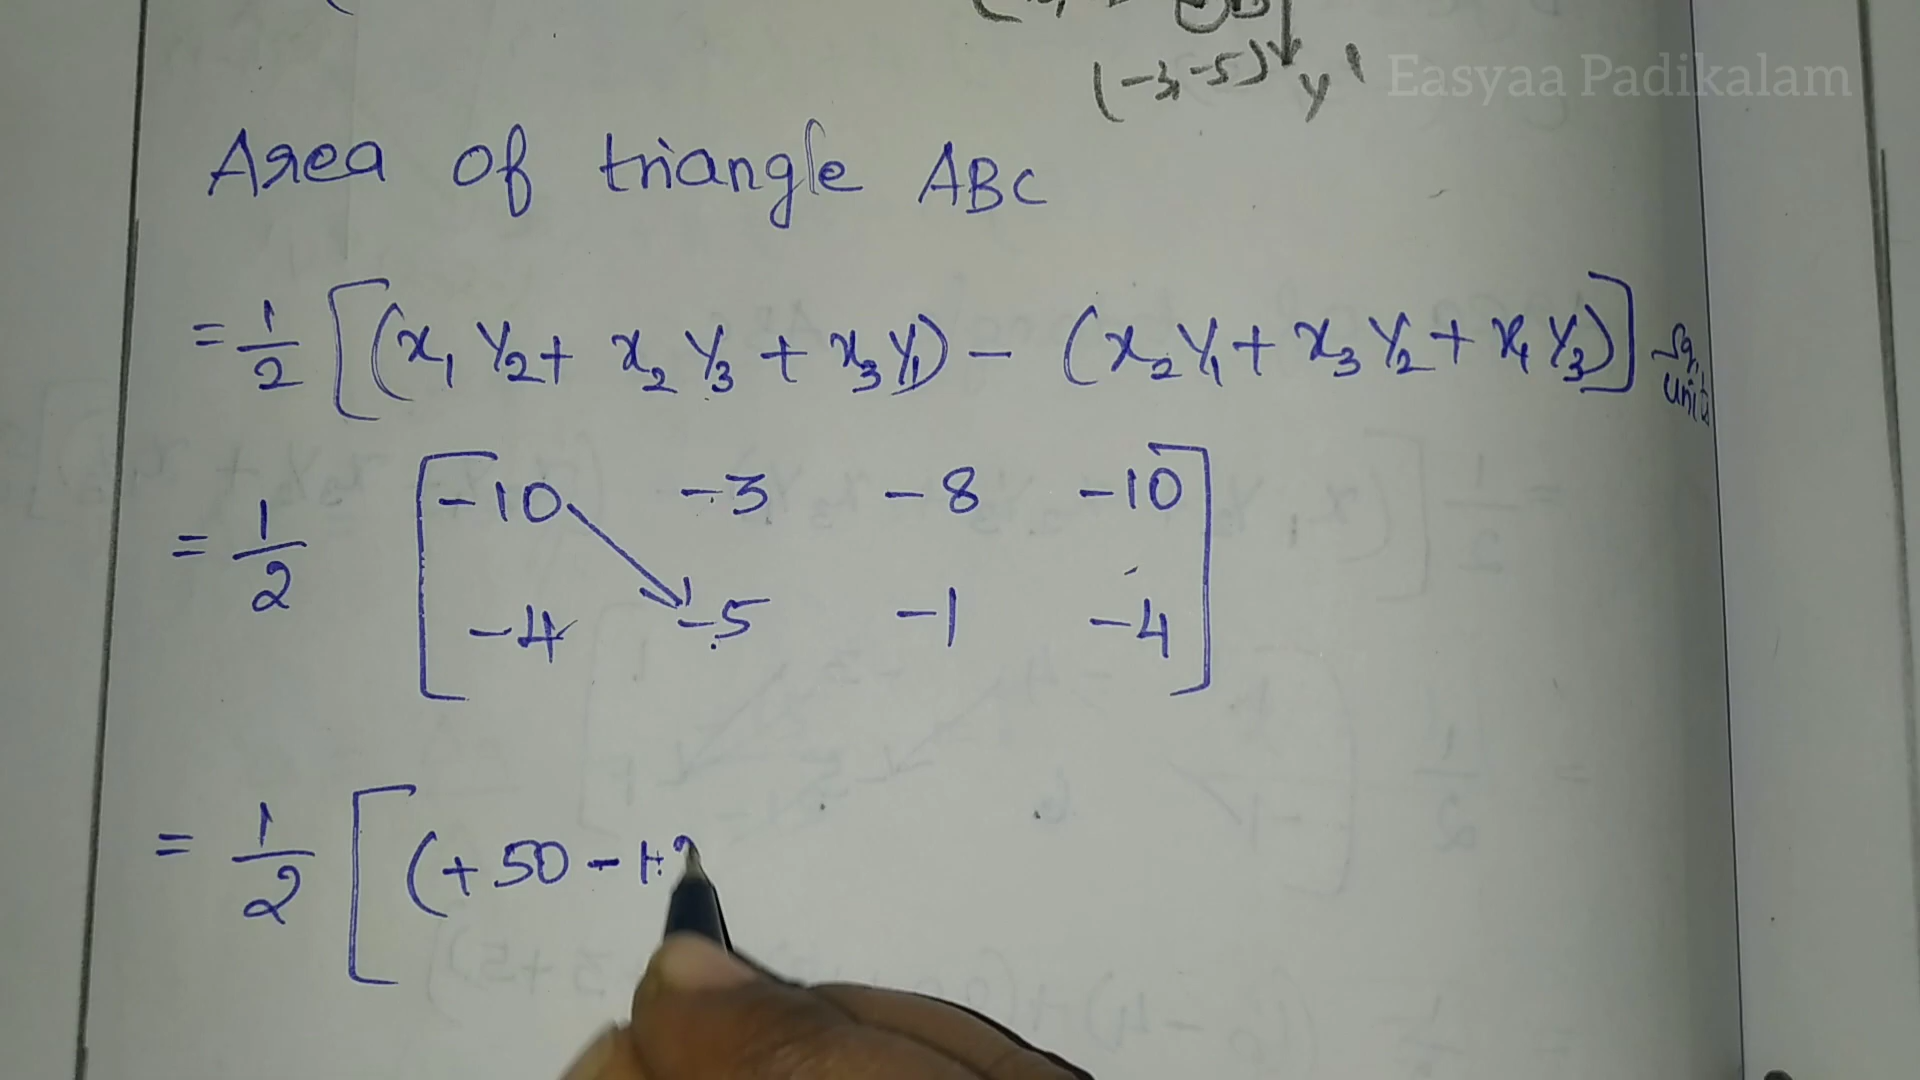 (-3,-5) y'
Easyaa Padikalam
Area of triangle ABC
= 1/2 [(x₁ y₂ + x₂ y₃ + x₃ y₁) - (x₂ y₁ + x₃ y₂ + x₁ y₃)] sq. units
= 1/2 [-10 -3 -8 -10
-4 -5 -1 -4]
= 1/2 [(+50 -